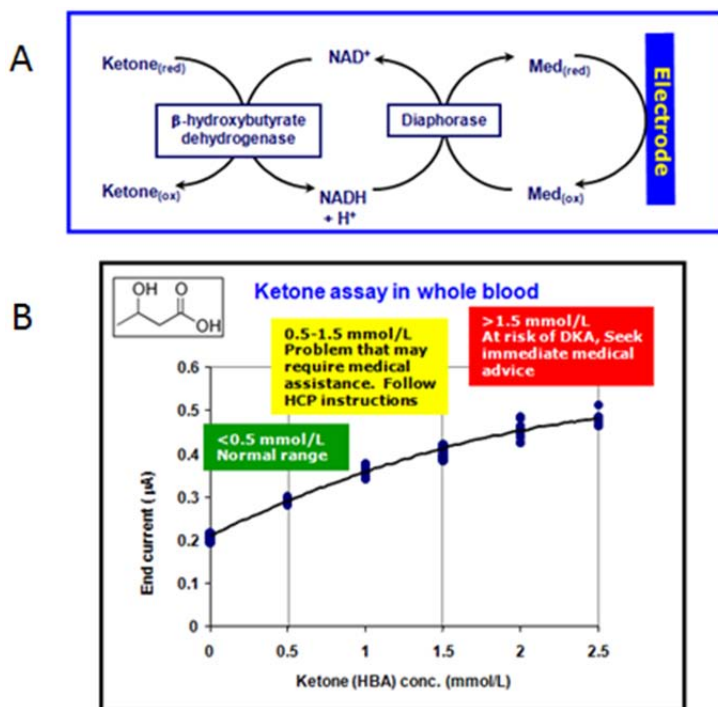 A
Ketone(red)
NAD+
Med(red)
β-hydroxybutyrate
dehydrogenase
Diaphorase
Electrode
Ketone(ox)
NADH
+ H+
Med(ox)
B
OH
O
OH
Ketone assay in whole blood
>1.5 mmol/L
At risk of DKA, Seek
immediate medical
advice
0.5-1.5 mmol/L
Problem that may
require medical
assistance. Follow
HCP instructions
<0.5 mmol/L
Normal range
End current ( μA)
0.6
0.5
0.4
0.3
0.2
0.1
0
0
0.5
1
1.5
2
2.5
Ketone (HBA) conc. (mmol/L)